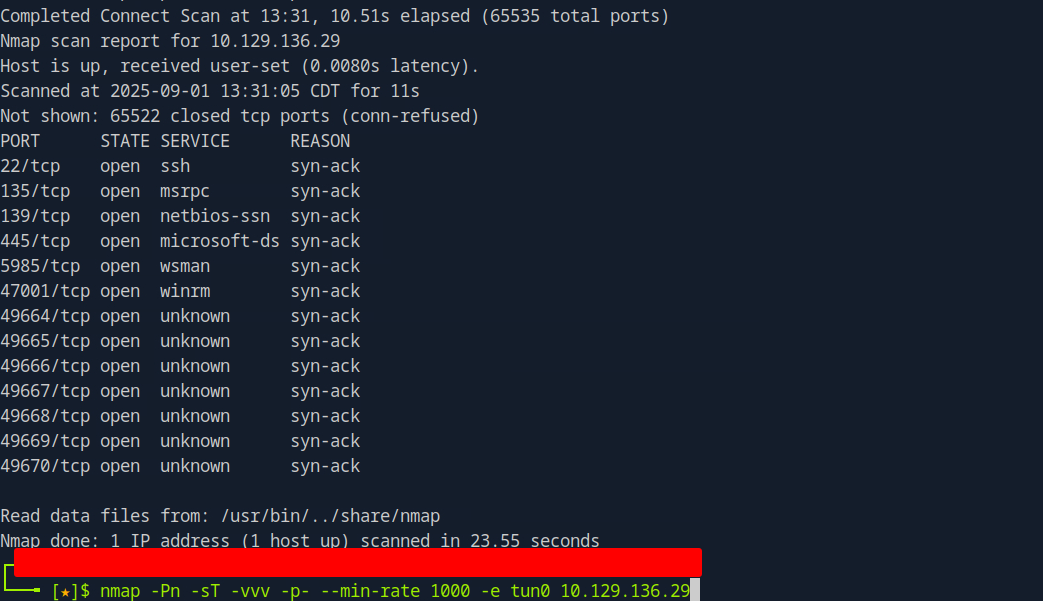 Completed Connect Scan at 13:31, 10.51s elapsed (65535 total ports)
Nmap scan report for 10.129.136.29
Host is up, received user-set (0.0080s latency).
Scanned at 2025-09-01 13:31:05 CDT for 11s
Not shown: 65522 closed tcp ports (conn-refused)
PORT      STATE SERVICE      REASON
22/tcp    open  ssh          syn-ack
135/tcp   open  msrpc        syn-ack
139/tcp   open  netbios-ssn  syn-ack
445/tcp   open  microsoft-ds syn-ack
5985/tcp  open  wsman        syn-ack
47001/tcp open  winrm        syn-ack
49664/tcp open  unknown      syn-ack
49665/tcp open  unknown      syn-ack
49666/tcp open  unknown      syn-ack
49667/tcp open  unknown      syn-ack
49668/tcp open  unknown      syn-ack
49669/tcp open  unknown      syn-ack
49670/tcp open  unknown      syn-ack
Read data files from: /usr/bin/../share/nmap
Nmap done: 1 IP address (1 host up) scanned in 23.55 seconds
[★]$ nmap -Pn -sT -vvv -p- --min-rate 1000 -e tun0 10.129.136.29